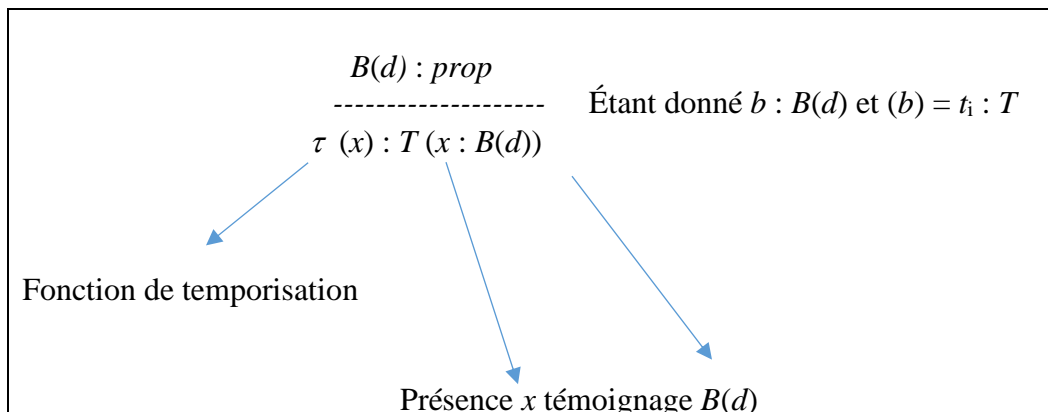 B(d) : prop
--------------------
Étant donné b : B(d) et (b) = tᵢ : T
τ (x) : T (x : B(d))
Fonction de temporisation
Présence x témoignage B(d)